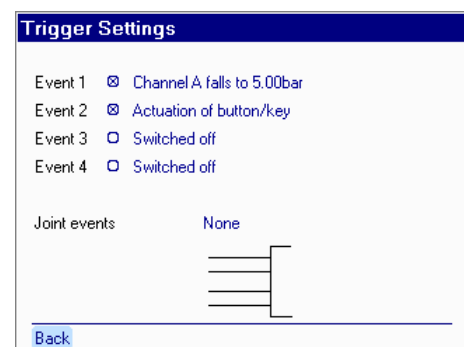 Trigger Settings
Event 1 Channel A falls to 5.00bar
Event 2 Actuation of button/key
Event 3 Switched off
Event 4 Switched off
Joint events None
Back